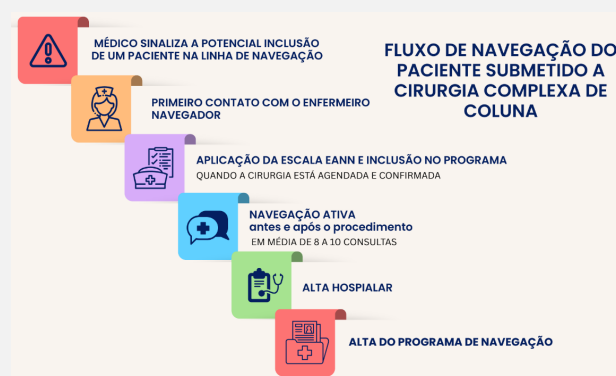 FLUXO DE NAVEGAÇÃO DO
PACIENTE SUBMETIDO A
CIRURGIA COMPLEXA DE
COLUNA
MÉDICO SINALIZA A POTENCIAL INCLUSÃO
DE UM PACIENTE NA LINHA DE NAVEGAÇÃO
PRIMEIRO CONTATO COM O ENFERMEIRO
NAVEGADOR
APLICAÇÃO DA ESCALA EANN E INCLUSÃO NO PROGRAMA
QUANDO A CIRURGIA ESTÁ AGENDADA E CONFIRMADA
NAVEGAÇÃO ATIVA
antes e após o procedimento
EM MÉDIA DE 8 A 10 CONSULTAS
ALTA HOSPIALAR
ALTA DO PROGRAMA DE NAVEGAÇÃO